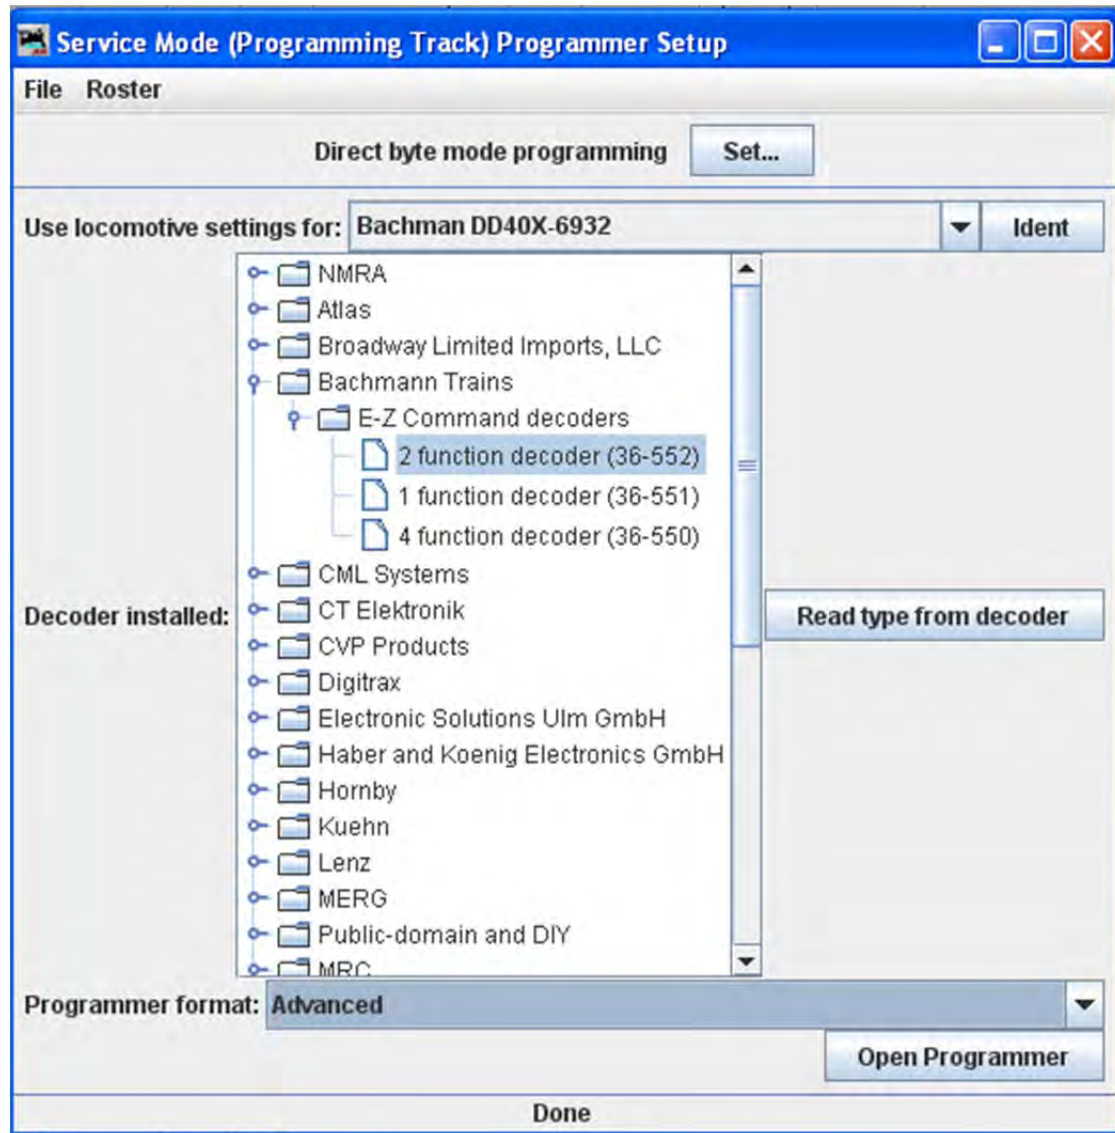 Service Mode (Programming Track) Programmer Setup
File Roster
Direct byte mode programming Set...
Use locomotive settings for: Bachman DD40X-6932 Ident
NMRA
Atlas
Broadway Limited Imports, LLC
Bachmann Trains
E-Z Command decoders
2 function decoder (36-552)
1 function decoder (36-551)
4 function decoder (36-550)
CML Systems
Decoder installed: CT Elektronik Read type from decoder
CVP Products
Digitrax
Electronic Solutions Ulm GmbH
Haber and Koenig Electronics GmbH
Hornby
Kuehn
Lenz
MERG
Public-domain and DIY
MRC
Programmer format: Advanced
Open Programmer
Done